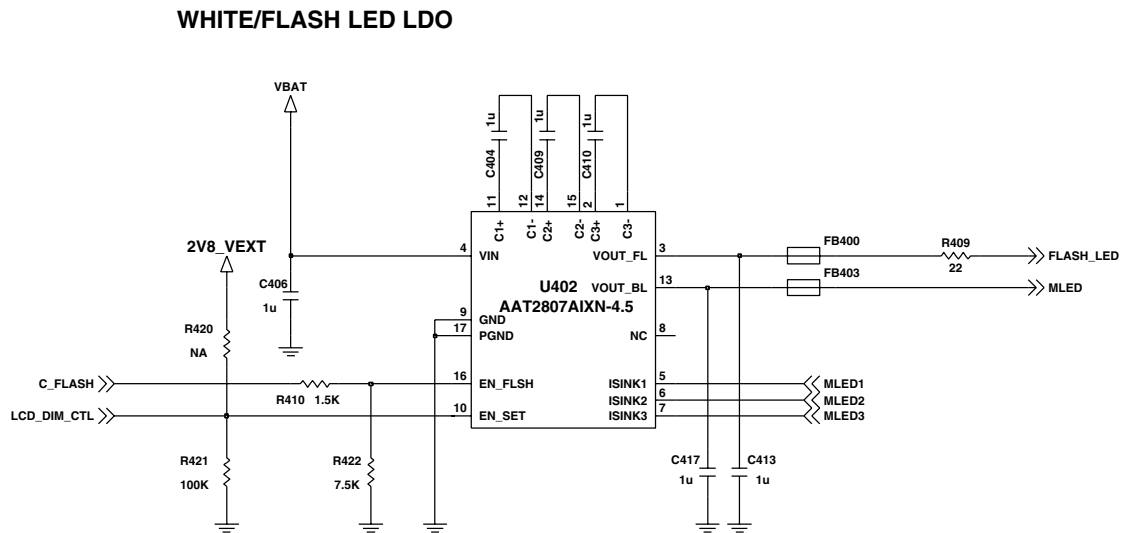 WHITE/FLASH LED LDO
VBAT
1u
1u
1u
C404
C409
C410
11
12
14
15
2
1
C1+
C1-
C2+
C2-
C3+
C3-
2V8_VEXT
4
VIN
VOUT_FL
3
FB400
R409
22
FLASH_LED
C406
1u
U402
AAT2807AIXN-4.5
VOUT_BL
13
FB403
MLED
9
GND
17
PGND
NC
8
R420
NA
C_FLASH
R410
1.5K
16
EN_FLSH
ISINK1
5
MLED1
ISINK2
6
MLED2
LCD_DIM_CTL
10
EN_SET
ISINK3
7
MLED3
R421
100K
R422
7.5K
C417
1u
C413
1u